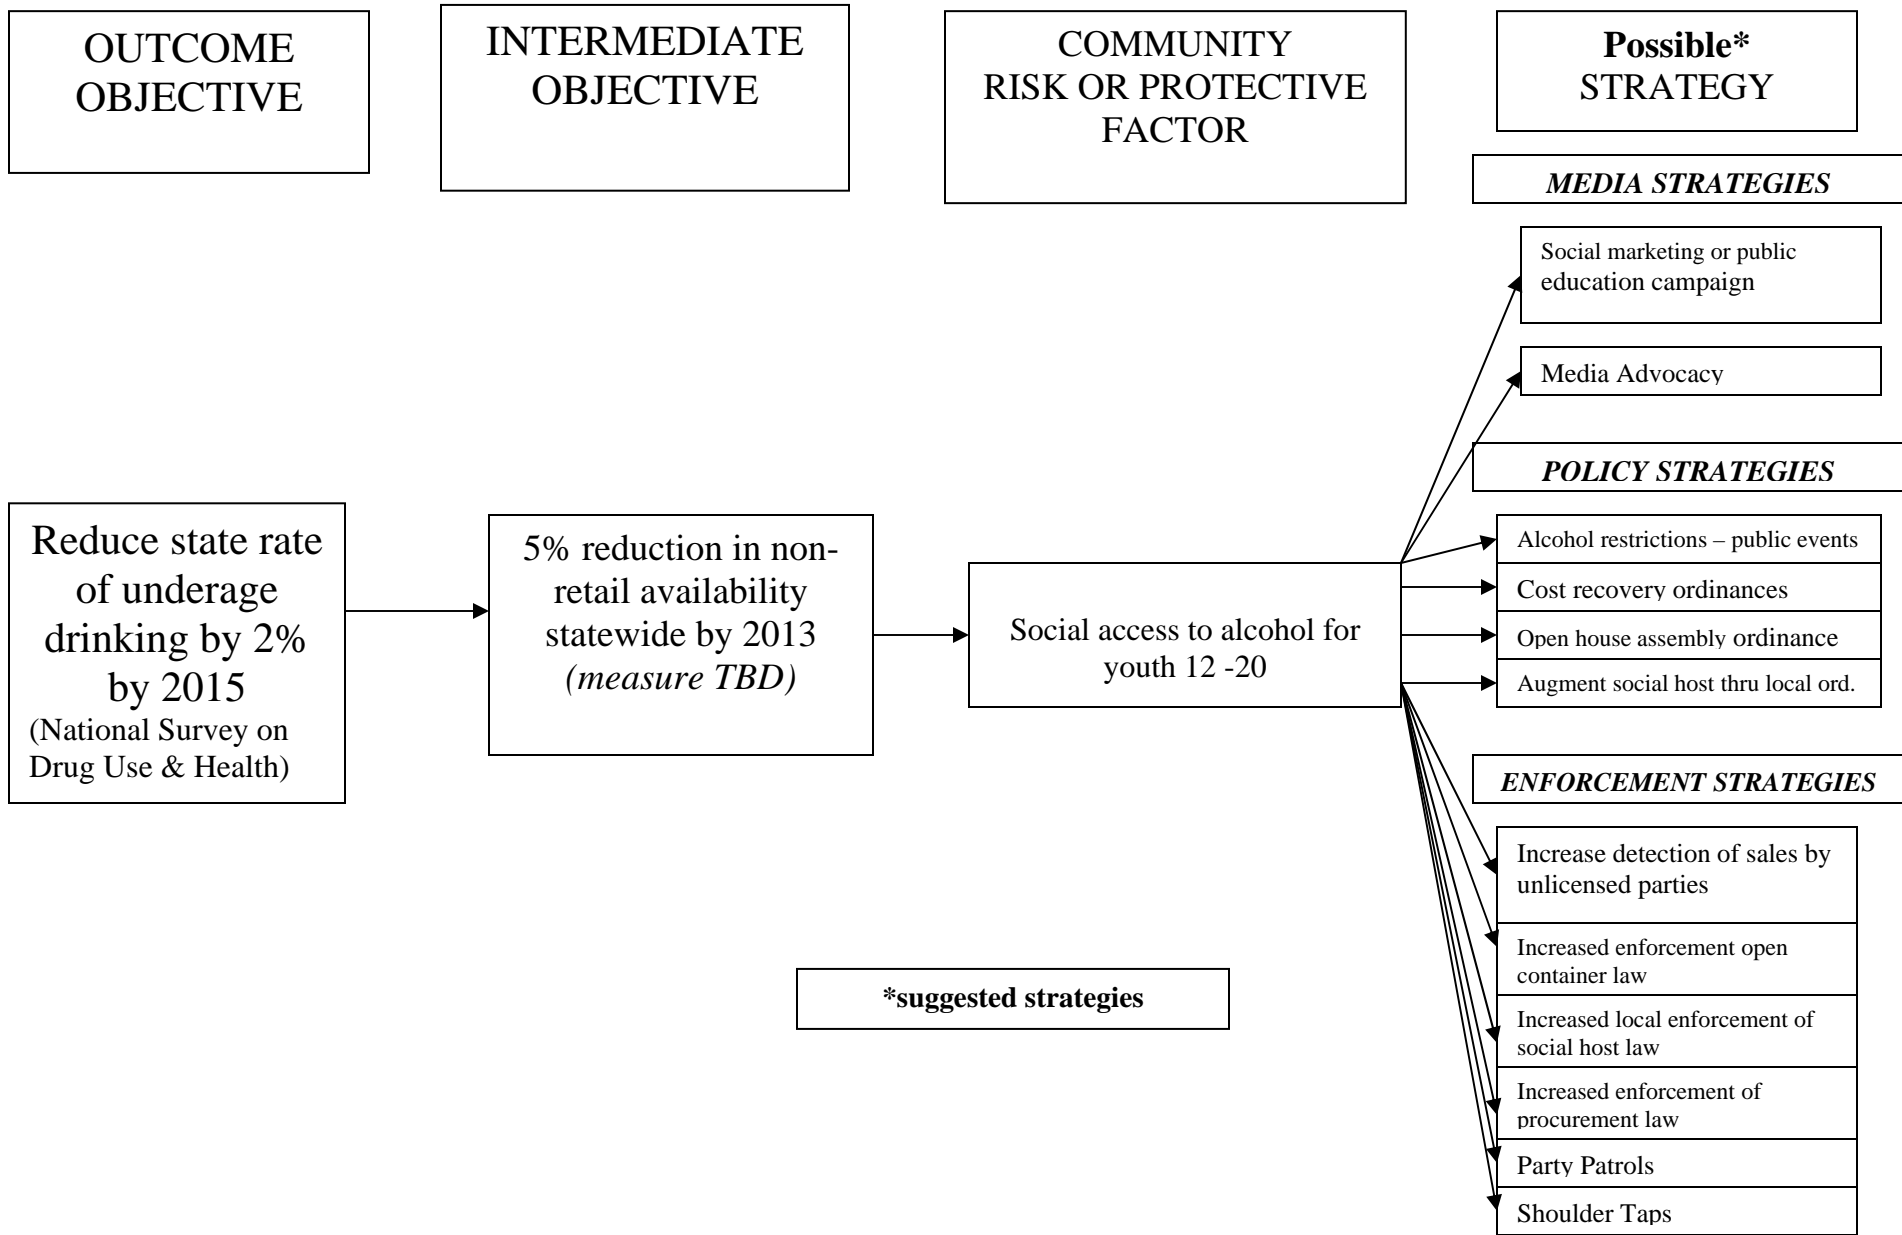 OUTCOME
OBJECTIVE
INTERMEDIATE
OBJECTIVE
COMMUNITY
RISK OR PROTECTIVE
FACTOR
Possible*
STRATEGY
MEDIA STRATEGIES
Social marketing or public
education campaign
Media Advocacy
POLICY STRATEGIES
Reduce state rate
of underage
drinking by 2%
by 2015
(National Survey on
Drug Use & Health)
5% reduction in non-
retail availability
statewide by 2013
(measure TBD)
Social access to alcohol for
youth 12 -20
Alcohol restrictions – public events
Cost recovery ordinances
Open house assembly ordinance
Augment social host thru local ord.
ENFORCEMENT STRATEGIES
Increase detection of sales by
unlicensed parties
Increased enforcement open
container law
Increased local enforcement of
social host law
Increased enforcement of
procurement law
Party Patrols
Shoulder Taps
*suggested strategies